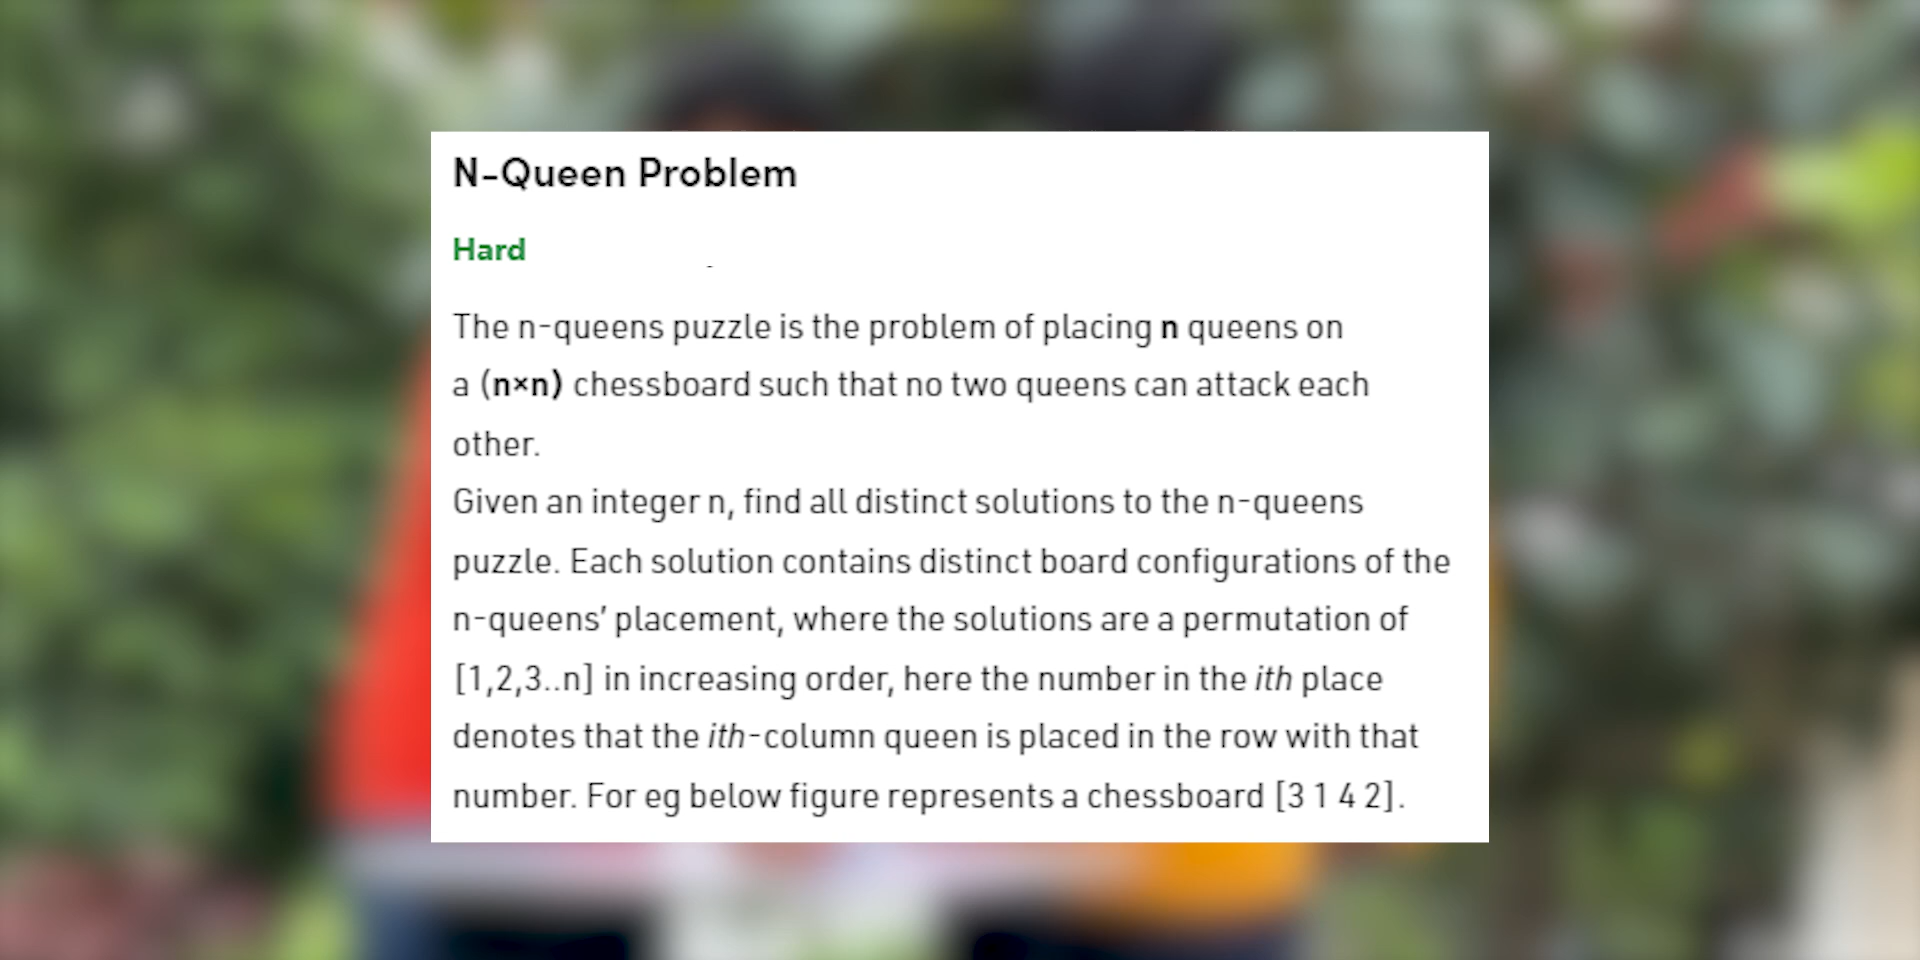 N-Queen Problem
Hard
The n-queens puzzle is the problem of placing n queens on
a (n×n) chessboard such that no two queens can attack each
other.
Given an integer n, find all distinct solutions to the n-queens
puzzle. Each solution contains distinct board configurations of the
n-queens’ placement, where the solutions are a permutation of
[1,2,3..n] in increasing order, here the number in the ith place
denotes that the ith-column queen is placed in the row with that
number. For eg below figure represents a chessboard [3 1 4 2].